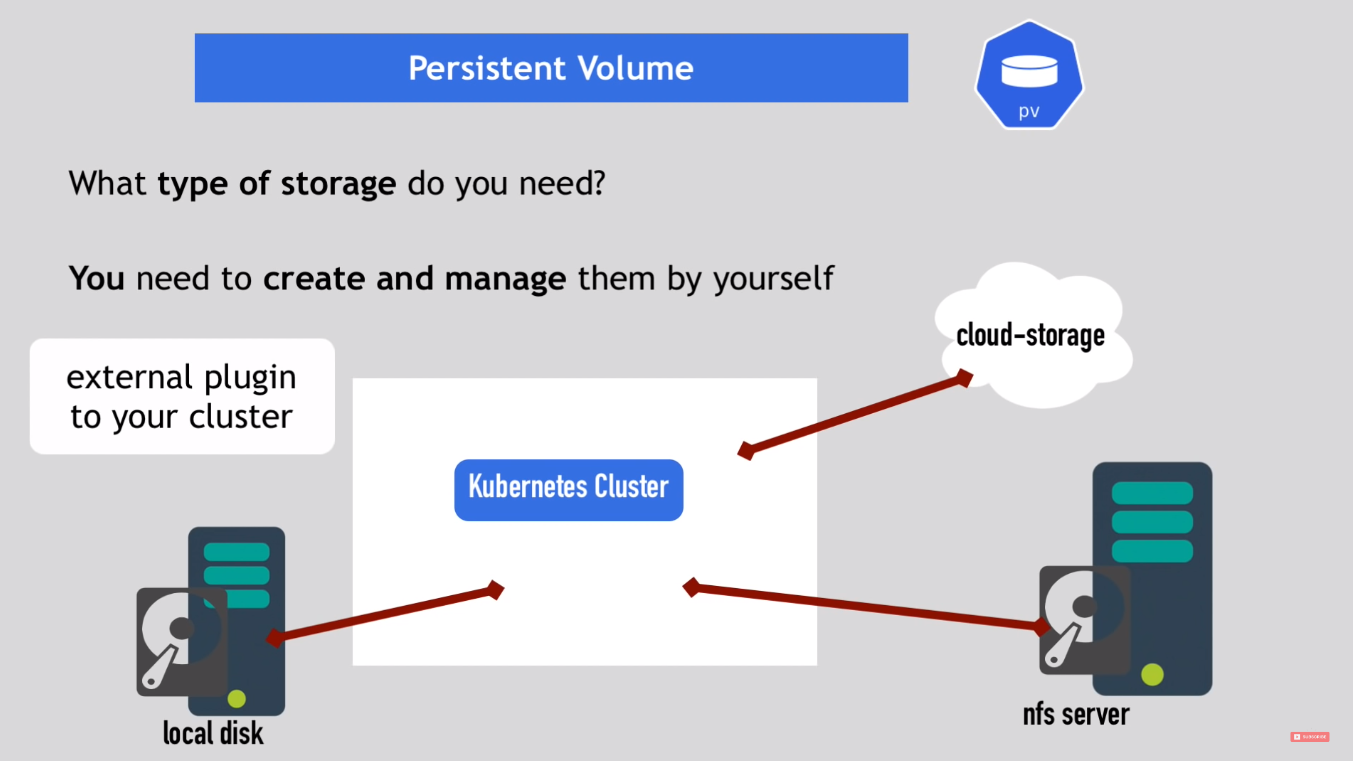 Persistent Volume
pv
What type of storage do you need?
You need to create and manage them by yourself
cloud-storage
external plugin
to your cluster
Kubernetes Cluster
local disk
nfs server
SUBSCRIBE